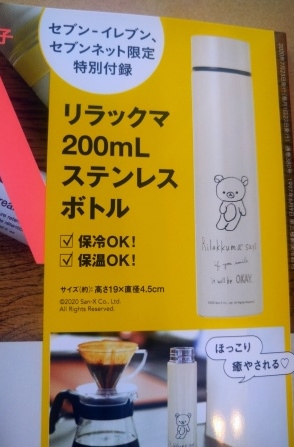 子
セブン-イレブン、
セブンネット限定
特別付録
リラックマ
200mL
ステンレス
ボトル
☑ 保冷OK!
☑ 保温OK!
サイズ(約):高さ19×直径4.5cm
©2020 San-X Co., Ltd.
All Rights Reserved.
Rilakkuma said,
if you smile
it will be OKAY.
ほっこり
癒やされる♡